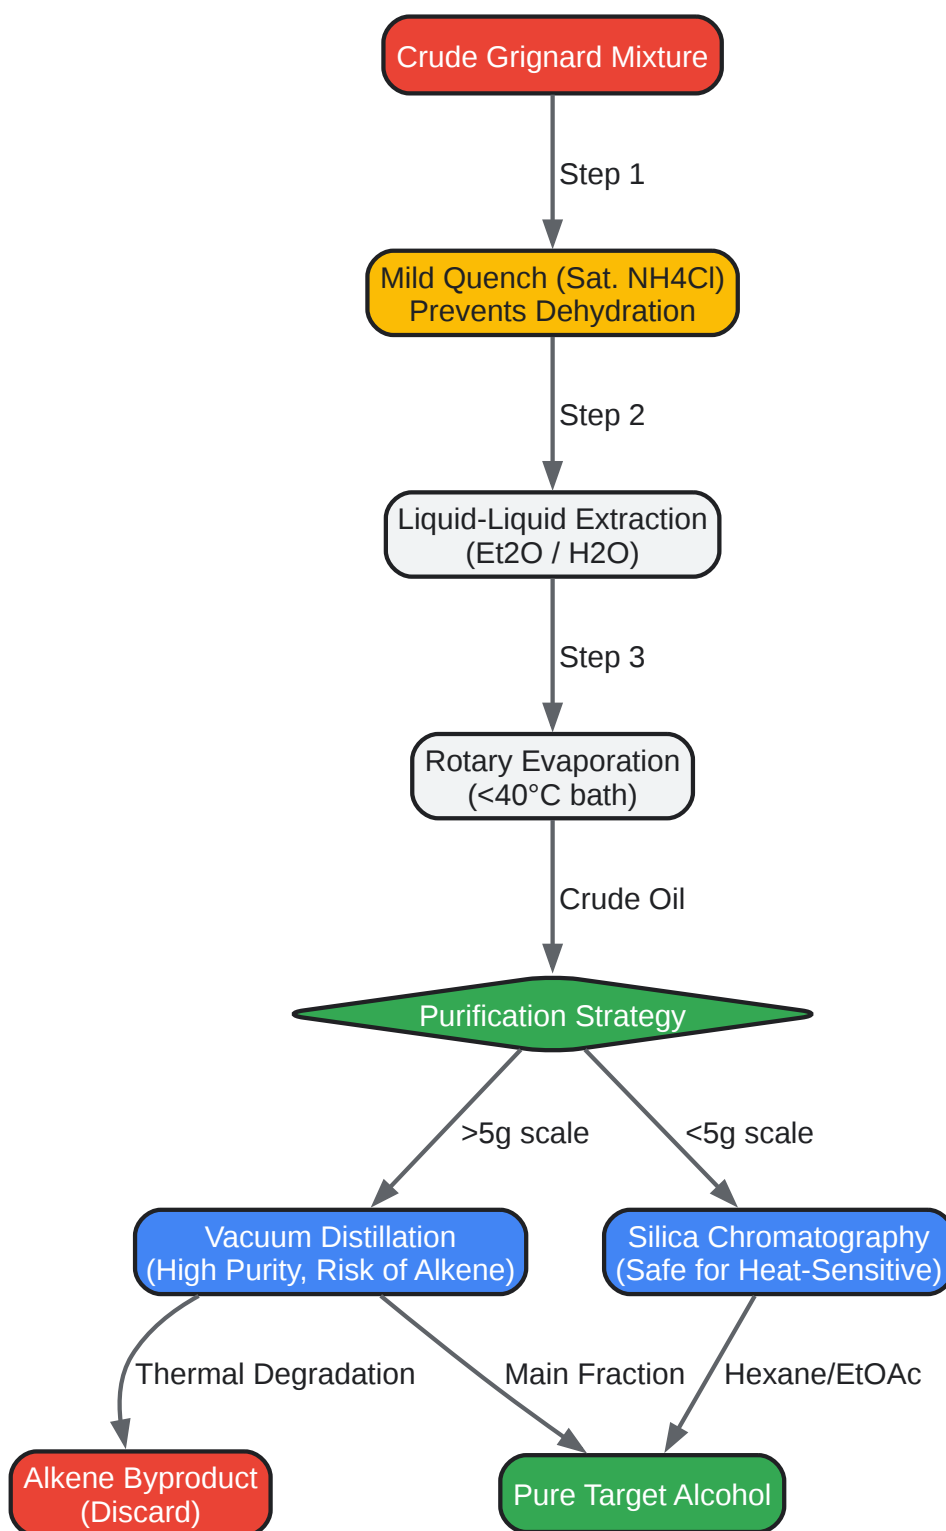 Crude Grignard Mixture
Step 1
Mild Quench (Sat. NH4Cl)
Prevents Dehydration
Step 2
Liquid-Liquid Extraction
(Et2O / H2O)
Step 3
Rotary Evaporation
(<40°C bath)
Crude Oil
Purification Strategy
>5g scale
<5g scale
Vacuum Distillation
(High Purity, Risk of Alkene)
Silica Chromatography
(Safe for Heat-Sensitive)
Thermal Degradation
Main Fraction
Hexane/EtOAc
Alkene Byproduct
(Discard)
Pure Target Alcohol